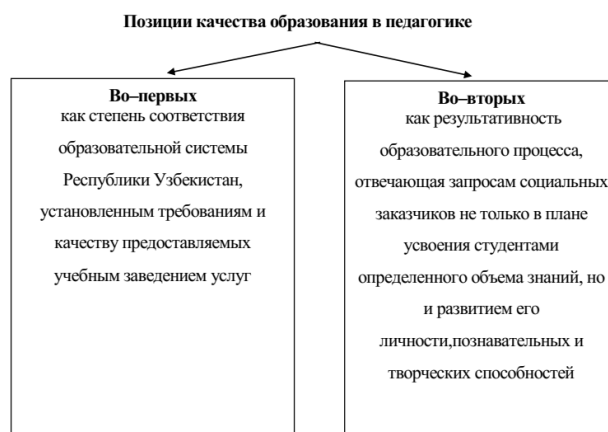 Позиции качества образования в педагогике
Во–первых
как степень соответствия
образовательной системы
Республики Узбекистан,
установленным требованиям и
качеству предоставляемых
учебным заведением услуг
Во–вторых
как результативность
образовательного процесса,
отвечающая запросам социальных
заказчиков не только в плане
усвоения студентами
определенного объема знаний, но
и развитием его
личности,познавательных и
творческих способностей